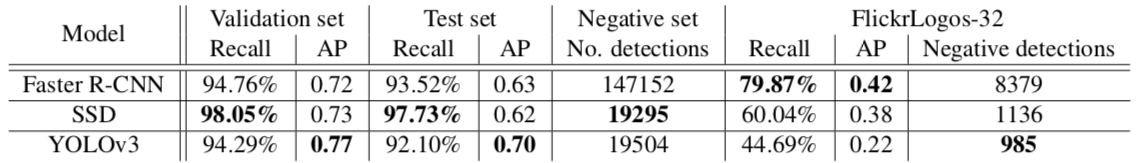 Model Validation set Test set Negative set FlickrLogos-32
Recall AP Recall AP No. detections Recall AP Negative detections
Faster R-CNN 94.76% 0.72 93.52% 0.63 147152 79.87% 0.42 8379
SSD 98.05% 0.73 97.73% 0.62 19295 60.04% 0.38 1136
YOLOv3 94.29% 0.77 92.10% 0.70 19504 44.69% 0.22 985